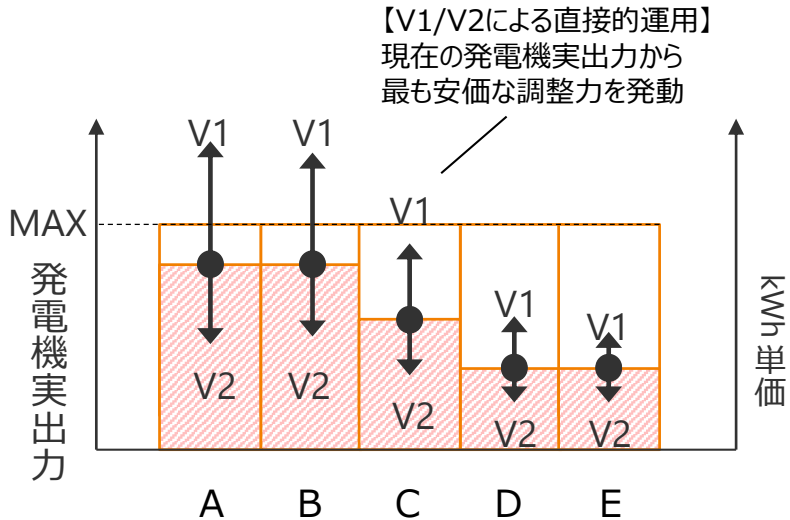 【V1/V2による直接的運用】
現在の発電機実出力から
最も安価な調整力を発動
V1
V1
V1
MAX
発電機実出力
V1
V1
kWh単価
V2
V2
V2
V2
V2
A
B
C
D
E